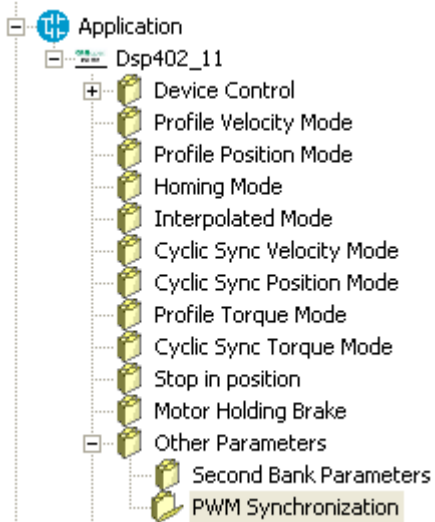 Application
Dsp402_11
Device Control
Profile Velocity Mode
Profile Position Mode
Homing Mode
Interpolated Mode
Cyclic Sync Velocity Mode
Cyclic Sync Position Mode
Profile Torque Mode
Cyclic Sync Torque Mode
Stop in position
Motor Holding Brake
Other Parameters
Second Bank Parameters
PWM Synchronization